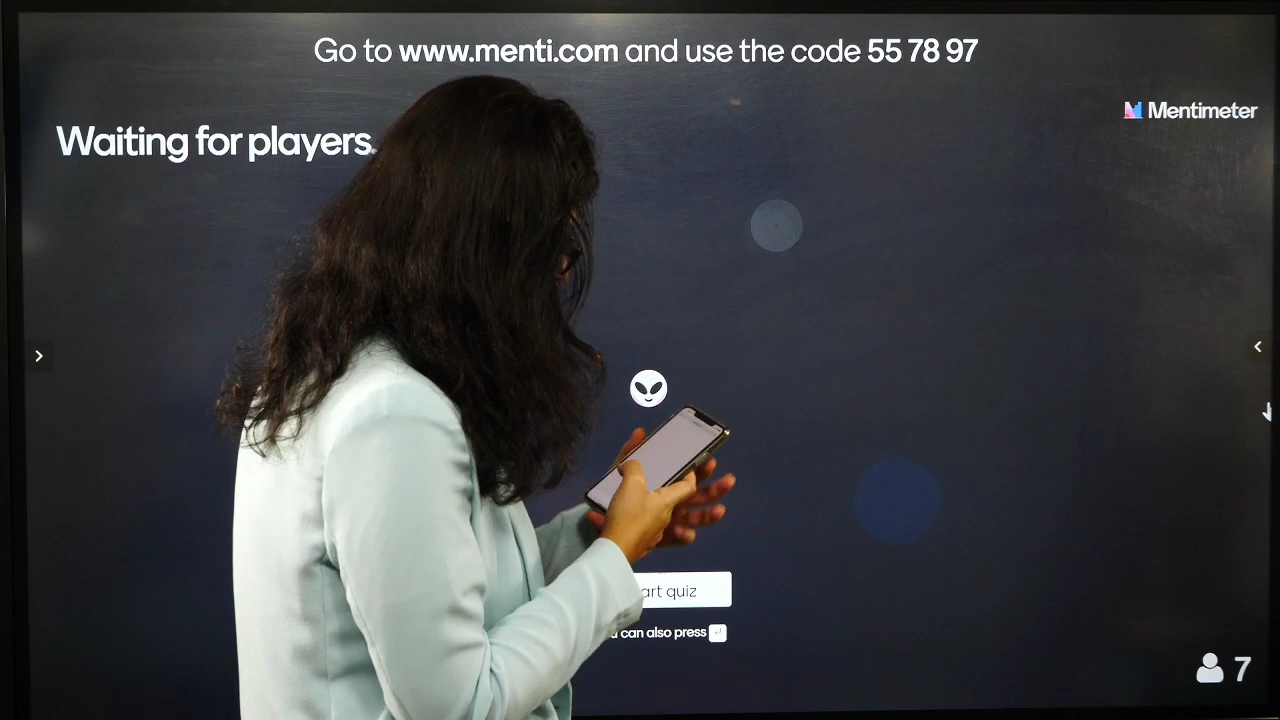 Go to www.menti.com and use the code 55 78 97
Mentimeter
Waiting for players.
art quiz
can also press
7